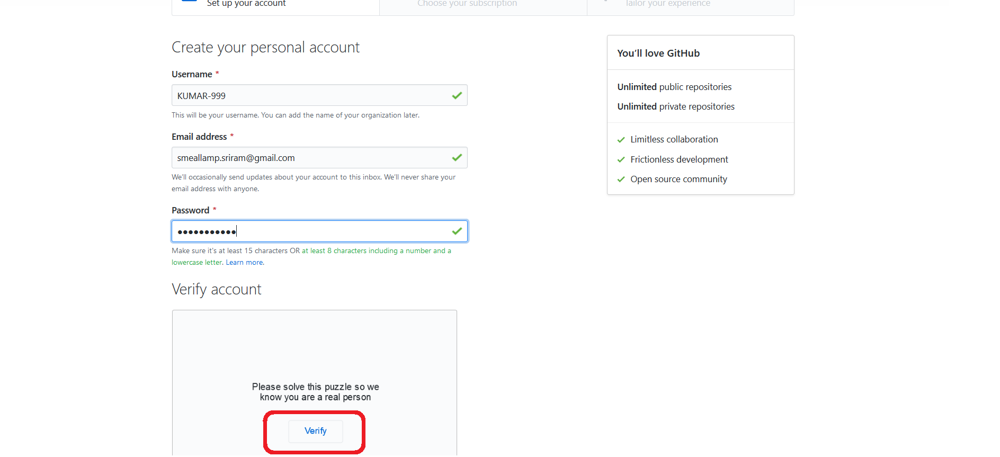 Set up your account
Choose your subscription
Tailor your experience
Create your personal account
Username *
KUMAR-999
This will be your username. You can add the name of your organization later.
Email address *
smeallamp.sriram@gmail.com
We'll occasionally send updates about your account to this inbox. We'll never share your
email address with anyone.
Password *
●●●●●●●●●●●
Make sure it's at least 15 characters OR at least 8 characters including a number and a
lowercase letter. Learn more.
Verify account
Please solve this puzzle so we
know you are a real person
Verify
You'll love GitHub
Unlimited public repositories
Unlimited private repositories
Limitless collaboration
Frictionless development
Open source community